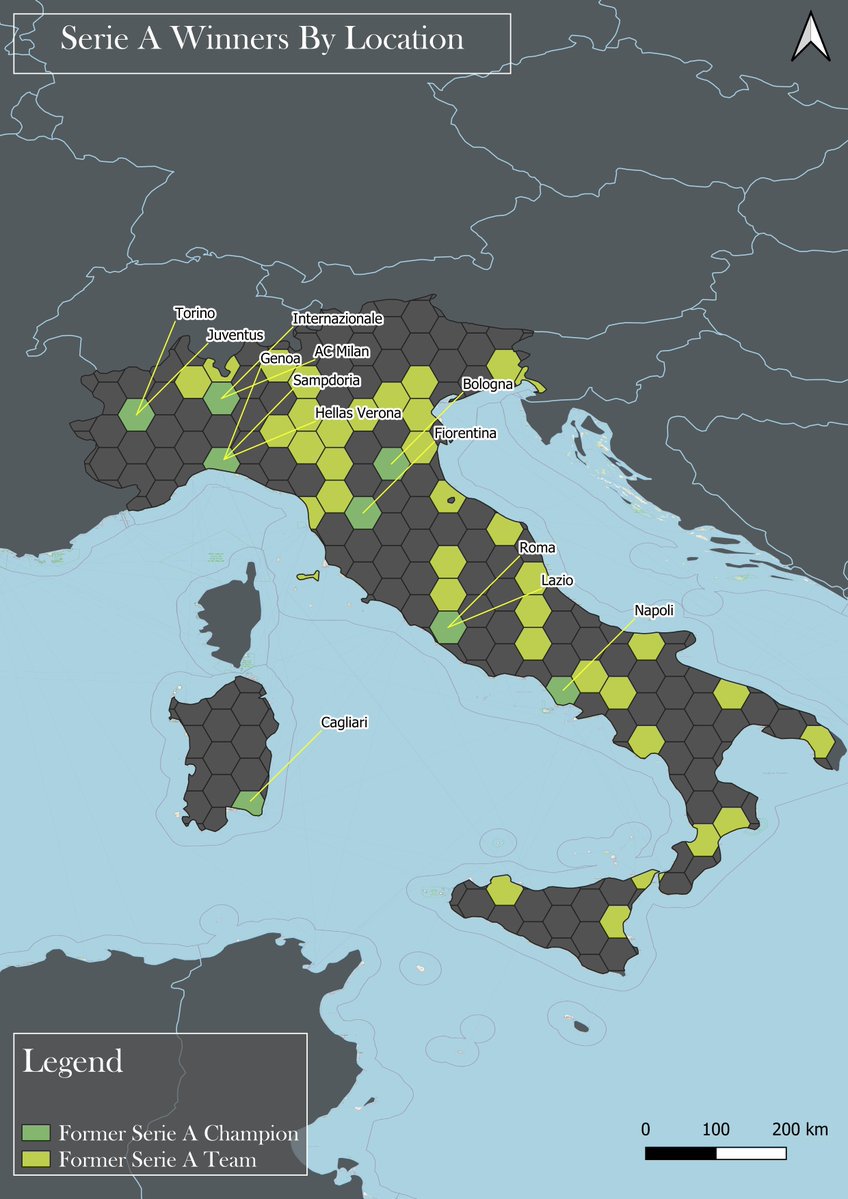 Serie A Winners By Location
Torino
Internazionale
Juventus
AC Milan
Genoa
Sampdoria
Bologna
Hellas Verona
Fiorentina
Roma
Lazio
Napoli
Cagliari
Legend
Former Serie A Champion
Former Serie A Team
0 100 200 km